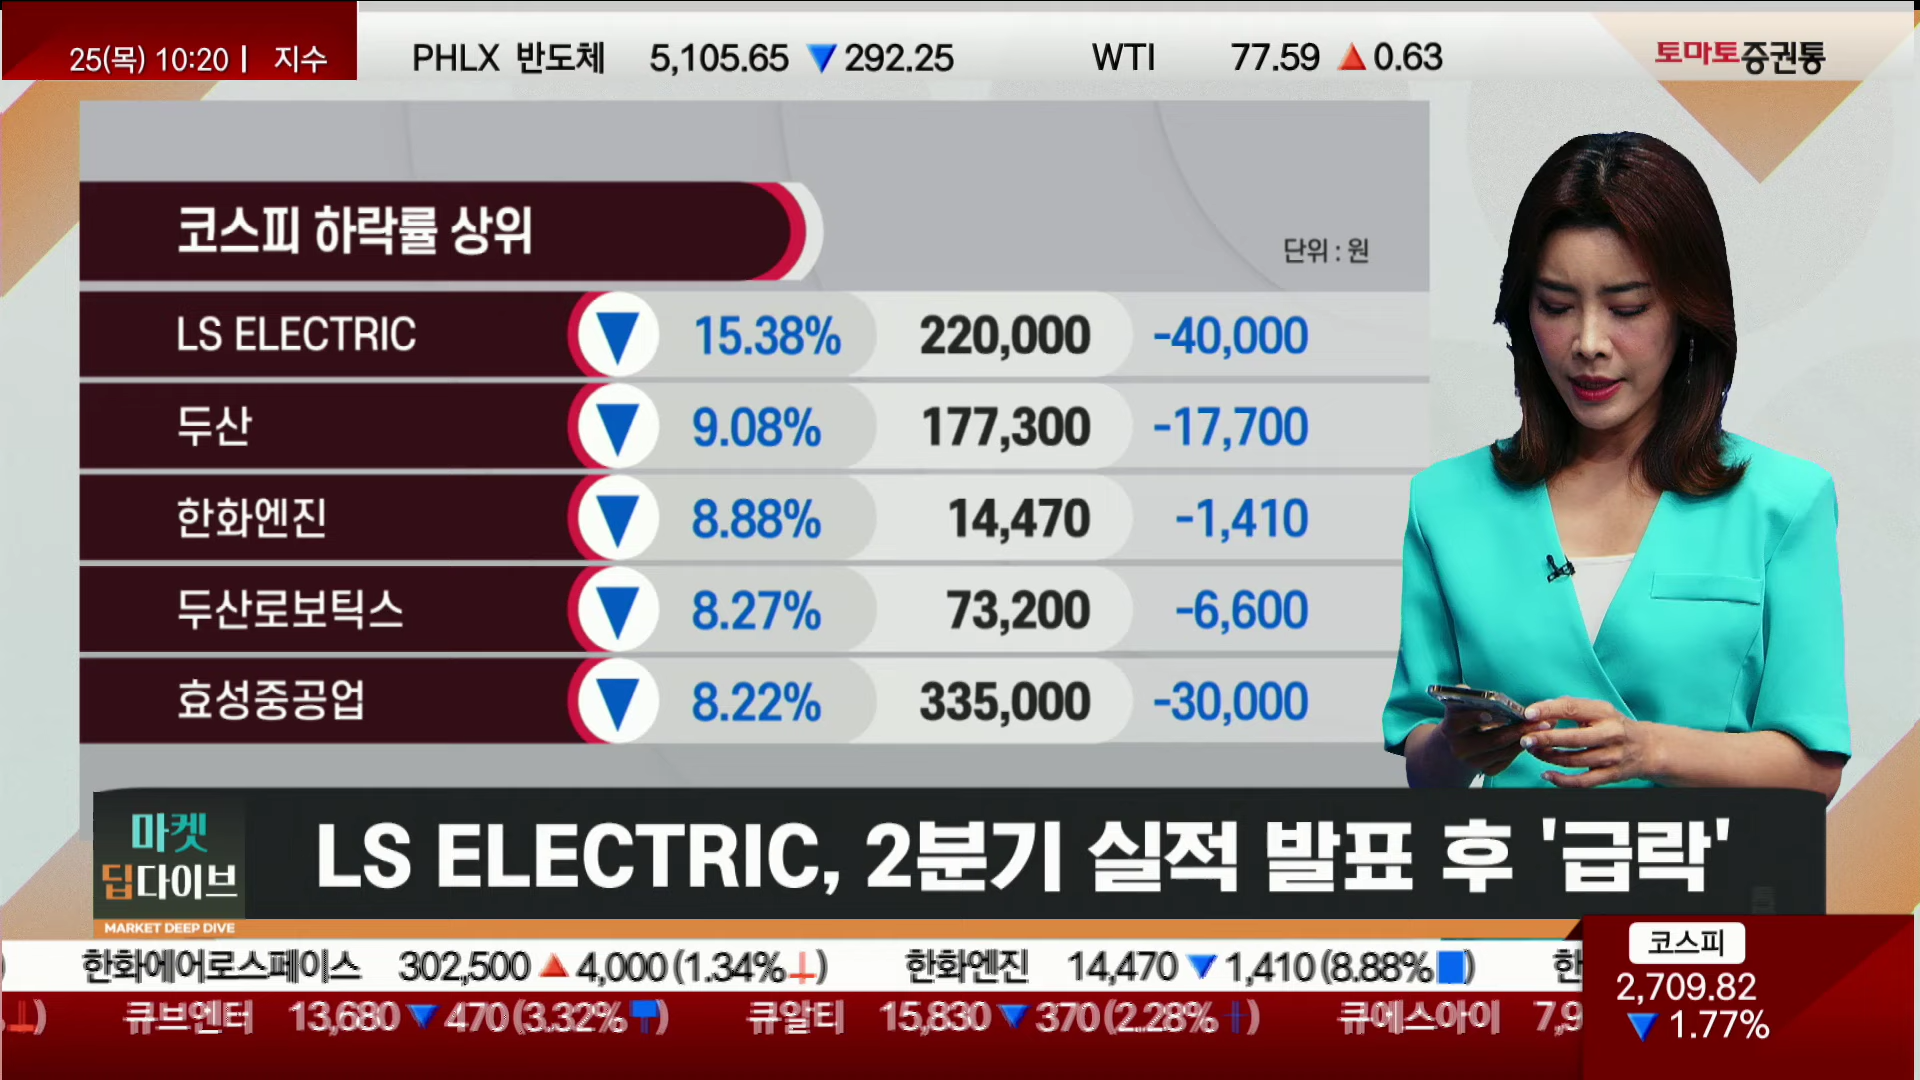 25(목) 10:20 | 지수 PHLX 반도체 5,105.65 ▼ 292.25 WTI 77.59 ▲ 0.63 토마토증권통
코스피 하락률 상위
단위 : 원
LS ELECTRIC ▼ 15.38% 220,000 -40,000
두산 ▼ 9.08% 177,300 -17,700
한화엔진 ▼ 8.88% 14,470 -1,410
두산로보틱스 ▼ 8.27% 73,200 -6,600
효성중공업 ▼ 8.22% 335,000 -30,000
마켓
딥다이브
MARKET DEEP DIVE
LS ELECTRIC, 2분기 실적 발표 후 '급락'
한화에어로스페이스 302,500 ▲ 4,000 (1.34%) 한화엔진 14,470 ▼ 1,410 (8.88%) 한
큐브엔터 13,680 ▼ 470 (3.32%) 큐알티 15,830 ▼ 370 (2.28%) 큐에스아이 7,9
코스피
2,709.82
▼ 1.77%